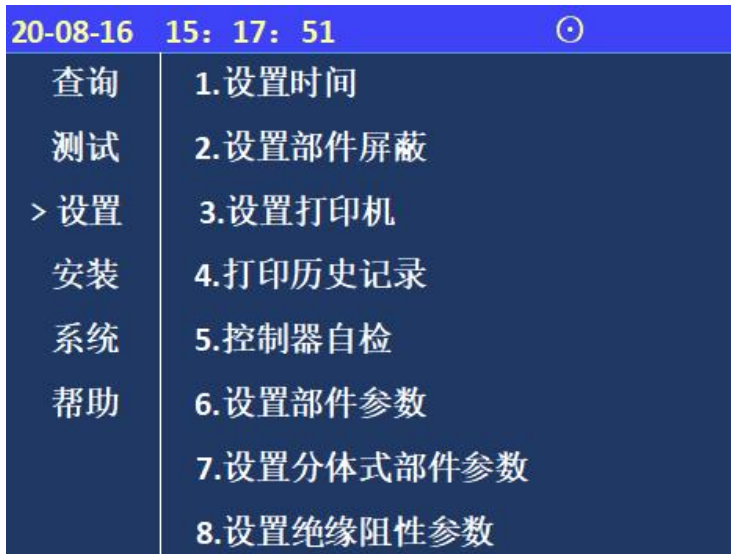 20-08-16 15：17：51 ⊙
查询 1.设置时间
测试 2.设置部件屏蔽
> 设置 3.设置打印机
安装 4.打印历史记录
系统 5.控制器自检
帮助 6.设置部件参数
7.设置分体式部件参数
8.设置绝缘阻性参数